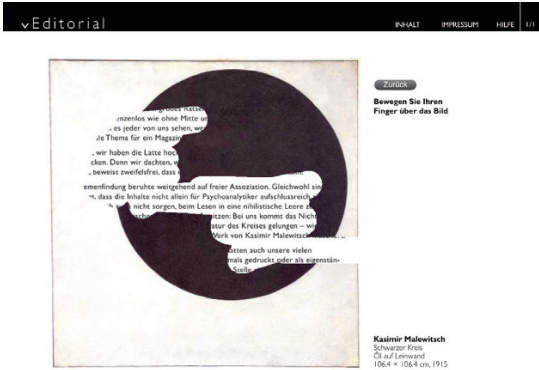 vEditorial
INHALT IMPRESSUM HILFE 1/1
Zurück
Bewegen Sie Ihren
Finger über das Bild
enzenlos wie ohne Mitte
es jeder von uns sehen,
le Thema für ein Magazin
wir haben die Latte hoc
cken. Denn wir dachten,
beweist zweifelsfrei, dass
emenfindung beruhte weitgehend auf freier Assoziation. Gleichwohl sin
dass die Inhalte nicht allein für Psychoanalytiker aufschlussreich
nicht sorgen, beim Lesen in eine nihilistische Leere
itzen: Bei uns kommt das Nich
atur des Kreises gelungen –
Werk von Kasimir Malewitsch
atten auch unsere vielen
mals gedruckt oder als eigenstän-
Stelle
Kasimir Malewitsch
Schwarzer Kreis
Öl auf Leinwand
106.4 × 106.4 cm, 1915